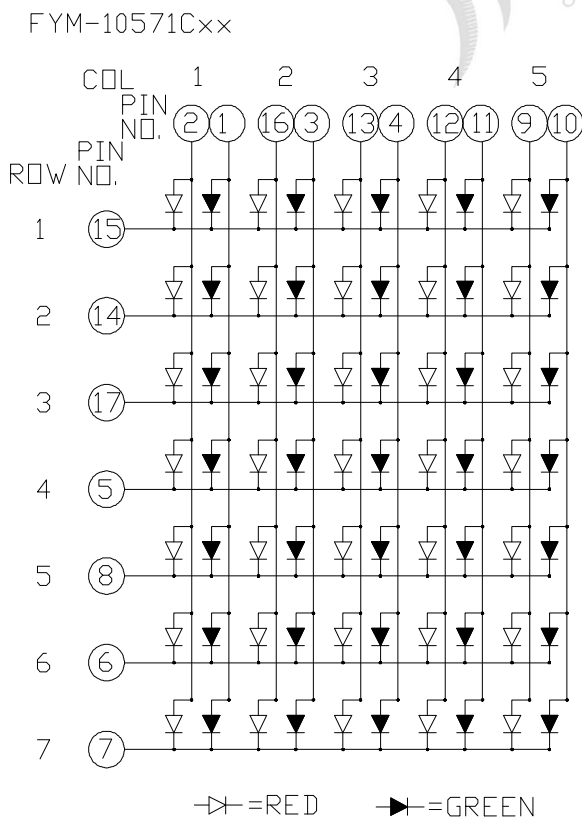 FYM-10571Cxx
COL 1 2 3 4 5
PIN NO. 2 1 16 3 13 4 12 11 9 10
ROW PIN NO.
1 15
2 14
3 17
4 5
5 8
6 6
7 7
=RED =GREEN